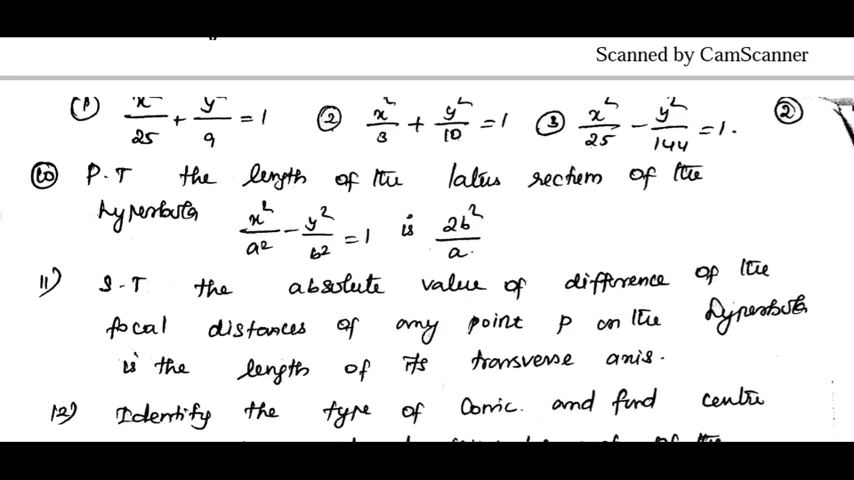 Scanned by CamScanner
① x²/25 + y²/9 = 1 ② x²/3 + y²/10 = 1 ③ x²/25 − y²/144 = 1. ②
⑩ P.T the length of the latus rectum of the
hyperbola x²/a² − y²/b² = 1 is 2b²/a.
11) S.T the absolute value of difference of the
focal distances of any point P on the hyperbola
is the length of its transverse axis.
12) Identify the type of Conic. and find centre
of the